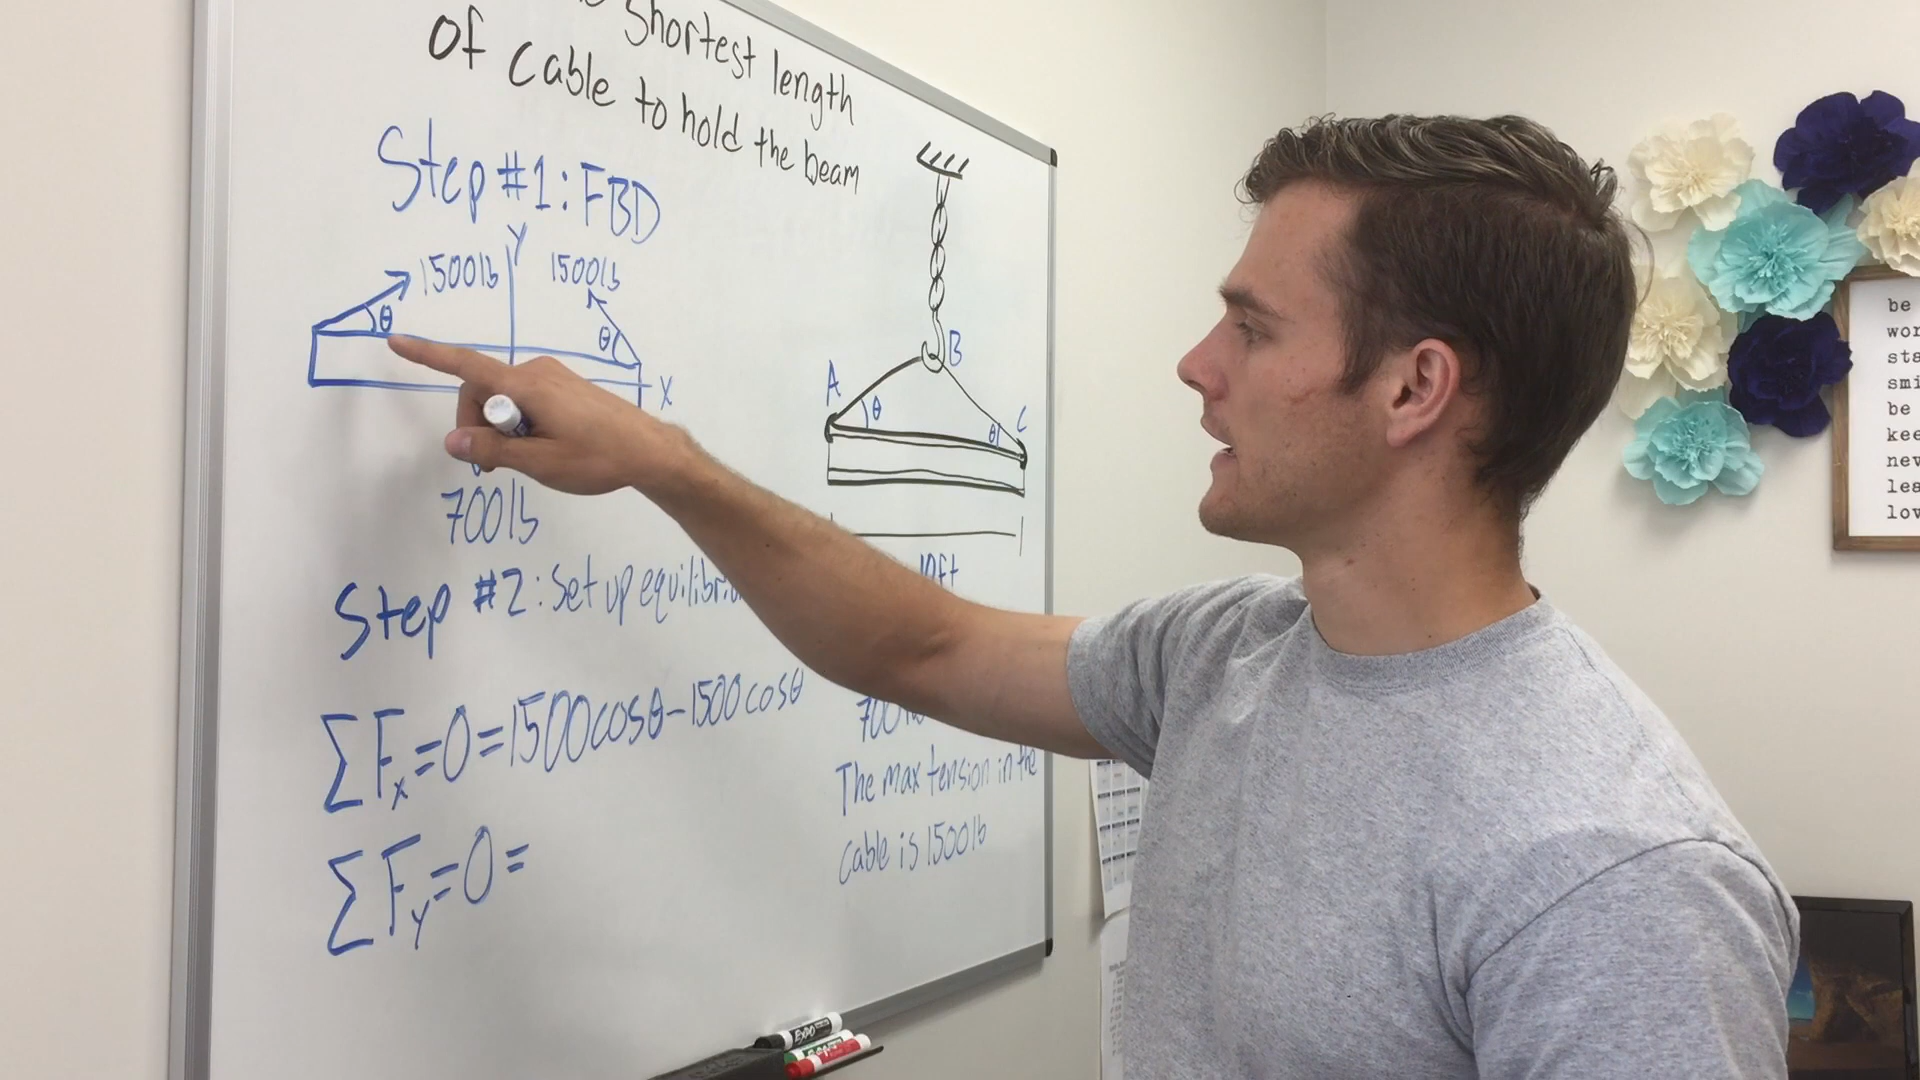 Shortest length
of cable to hold the beam
Step #1: FBD
Y
1500lb
1500lb
θ
θ
X
700lb
B
A
θ
θ
C
10ft
Step #2: Set up
ΣFx=0=1500cosθ-1500cosθ
ΣFy=0=
The max tension in the
cable is 1500lb
EXPO
be